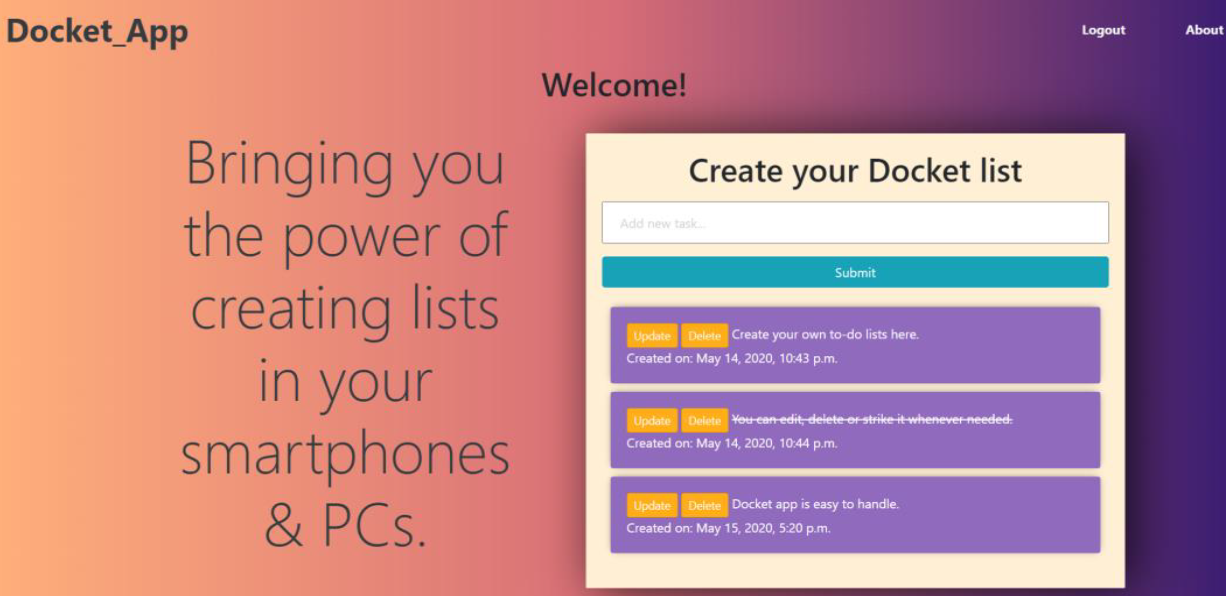 Docket_App
Logout
About
Welcome!
Bringing you
the power of
creating lists
in your
smartphones
& PCs.
Create your Docket list
Add new task...
Submit
Update Delete Create your own to-do lists here.
Created on: May 14, 2020, 10:43 p.m.
Update Delete You can edit, delete or strike it whenever needed.
Created on: May 14, 2020, 10:44 p.m.
Update Delete Docket app is easy to handle.
Created on: May 15, 2020, 5:20 p.m.